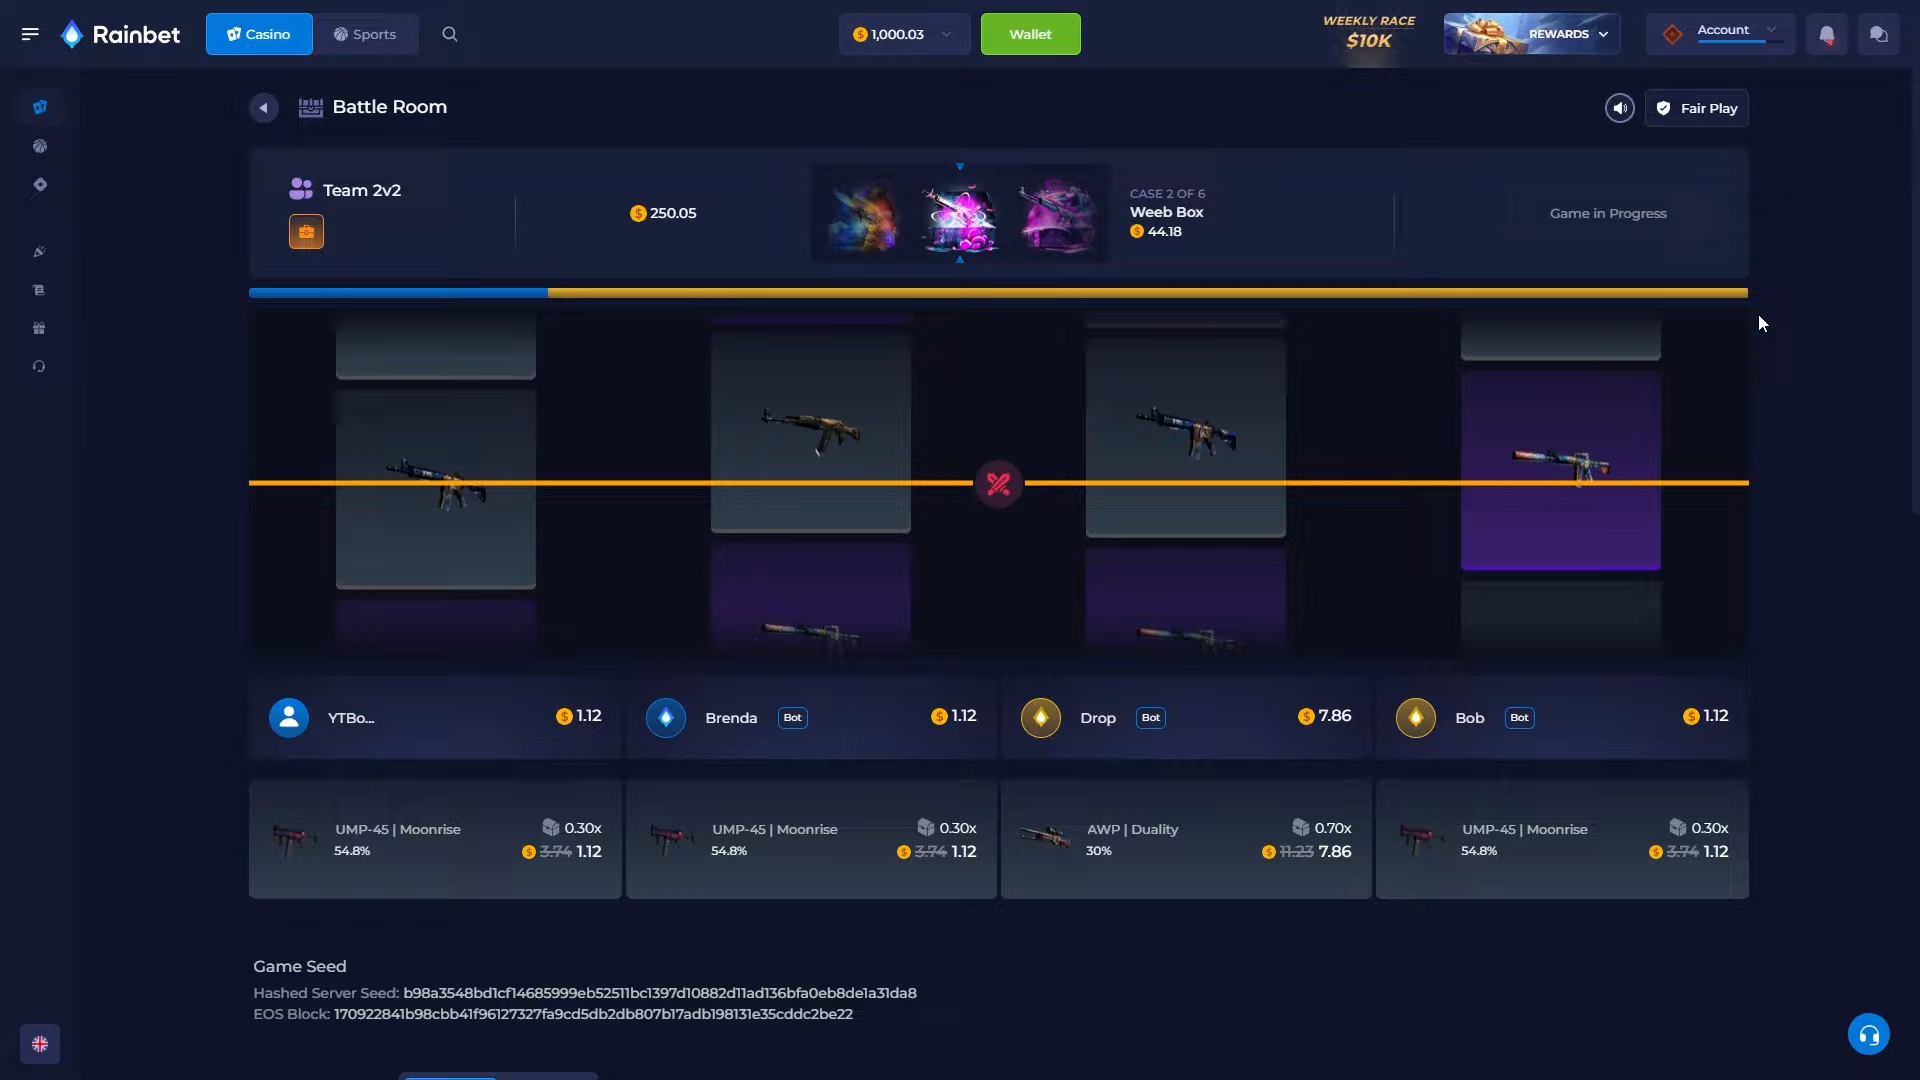 Rainbet
Casino
Sports
1,000.03
Wallet
WEEKLY RACE
$10K
REWARDS
Account
Battle Room
Fair Play
Team 2v2
250.05
CASE 2 OF 6
Weeb Box
44.18
Game in Progress
YTBo...
1.12
Brenda
Bot
1.12
Drop
Bot
7.86
Bob
Bot
1.12
UMP-45 | Moonrise
0.30x
54.8%
3.74 1.12
UMP-45 | Moonrise
0.30x
54.8%
3.74 1.12
AWP | Duality
0.70x
30%
11.23 7.86
UMP-45 | Moonrise
0.30x
54.8%
3.74 1.12
Game Seed
Hashed Server Seed: b98a3548bd1cf14685999eb52511bc1397d10882d11ad136bfa0eb8de1a31da8
EOS Block: 170922841b98cbb41f96127327fa9cd5db2db807b17adb198131e35cddc2be22